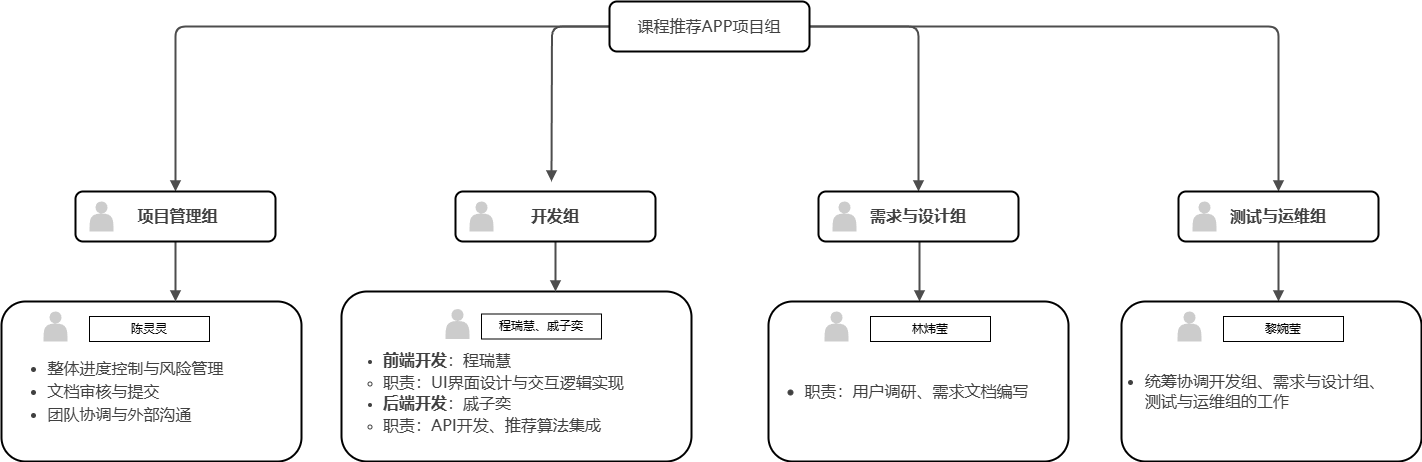 课程推荐APP项目组
项目管理组
开发组
需求与设计组
测试与运维组
陈灵灵
整体进度控制与风险管理
文档审核与提交
团队协调与外部沟通
程瑞慧、戚子奕
前端开发：程瑞慧
职责：UI界面设计与交互逻辑实现
后端开发：戚子奕
职责：API开发、推荐算法集成
林炜莹
职责：用户调研、需求文档编写
黎婉莹
统筹协调开发组、需求与设计组、
测试与运维组的工作